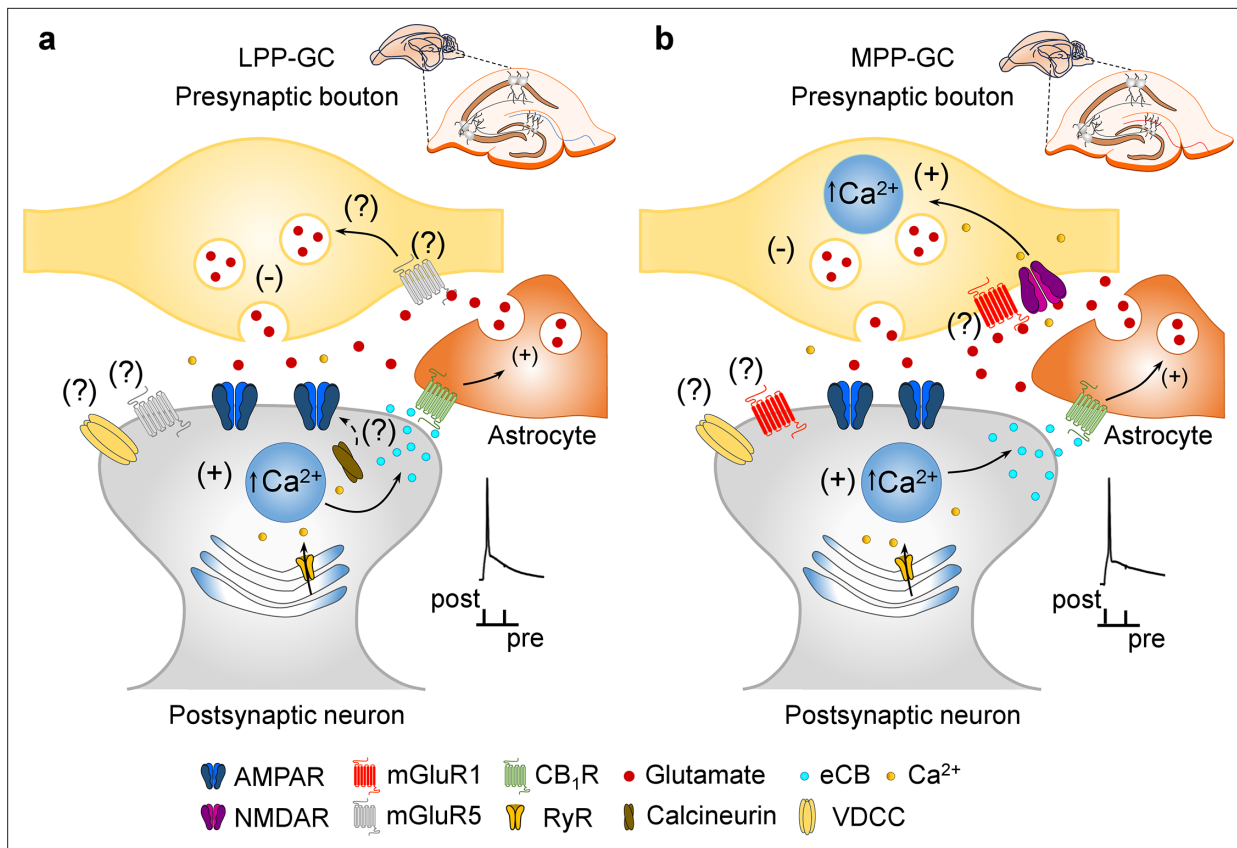 a
LPP-GC
Presynaptic bouton
(?)
(?)
(-)
(+)
(?)
(?)
(?)
Astrocyte
(+)
↑Ca²⁺
post
pre
Postsynaptic neuron
b
MPP-GC
Presynaptic bouton
↑Ca²⁺
(+)
(-)
(?)
(+)
(?)
(?)
Astrocyte
(+)
↑Ca²⁺
post
pre
Postsynaptic neuron
AMPAR mGluR1 CB₁R Glutamate eCB Ca²⁺
NMDAR mGluR5 RyR Calcineurin VDCC